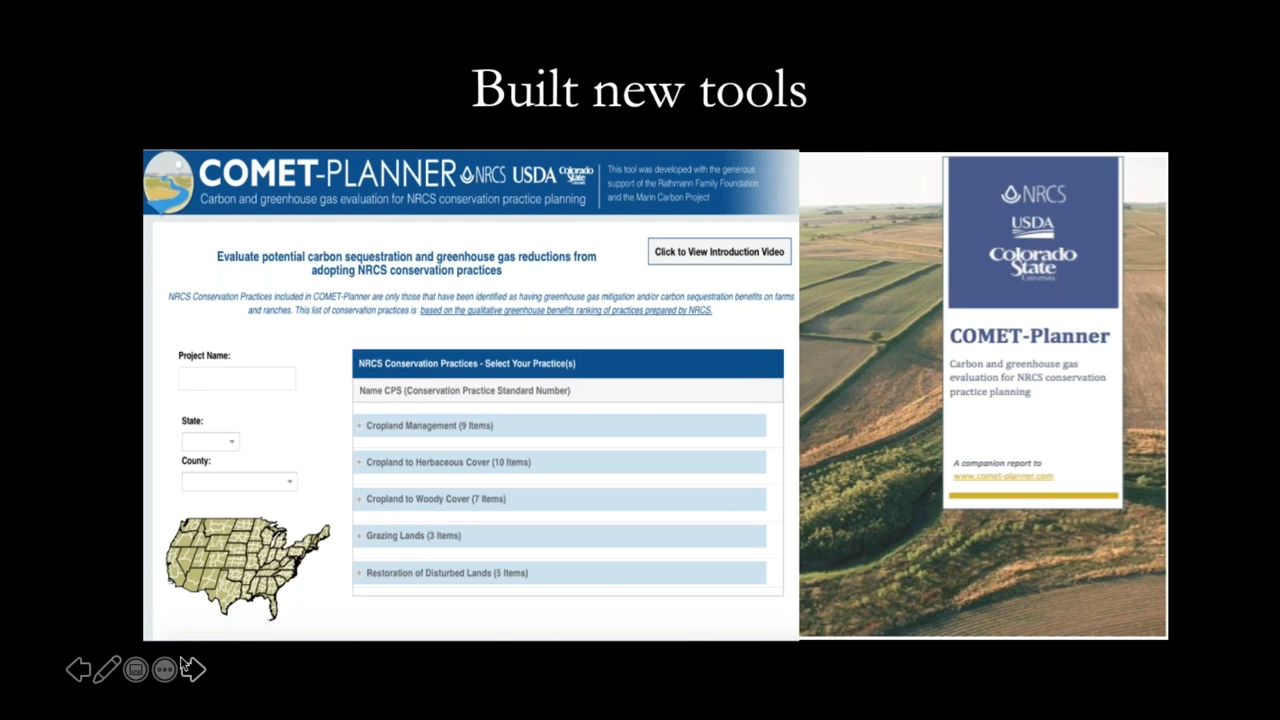 Built new tools
COMET-PLANNER NRCS USDA Colorado State University
Carbon and greenhouse gas evaluation for NRCS conservation practice planning
This tool was developed with the generous
support of the Rathmann Family Foundation
and the Marin Carbon Project
Evaluate potential carbon sequestration and greenhouse gas reductions from
adopting NRCS conservation practices
Click to View Introduction Video
NRCS Conservation Practices included in COMET-Planner are only those that have been identified as having greenhouse gas mitigation and/or carbon sequestration benefits on farms
and ranches. This list of conservation practices is based on the qualitative greenhouse benefits ranking of practices prepared by NRCS.
Project Name:
State:
County:
NRCS Conservation Practices - Select Your Practice(s)
Name CPS (Conservation Practice Standard Number)
+ Cropland Management (9 Items)
+ Cropland to Herbaceous Cover (10 Items)
+ Cropland to Woody Cover (7 Items)
+ Grazing Lands (3 Items)
+ Restoration of Disturbed Lands (5 Items)
NRCS
USDA
Colorado
State
University
COMET-Planner
Carbon and greenhouse gas
evaluation for NRCS conservation
practice planning
A companion report to
www.comet-planner.com